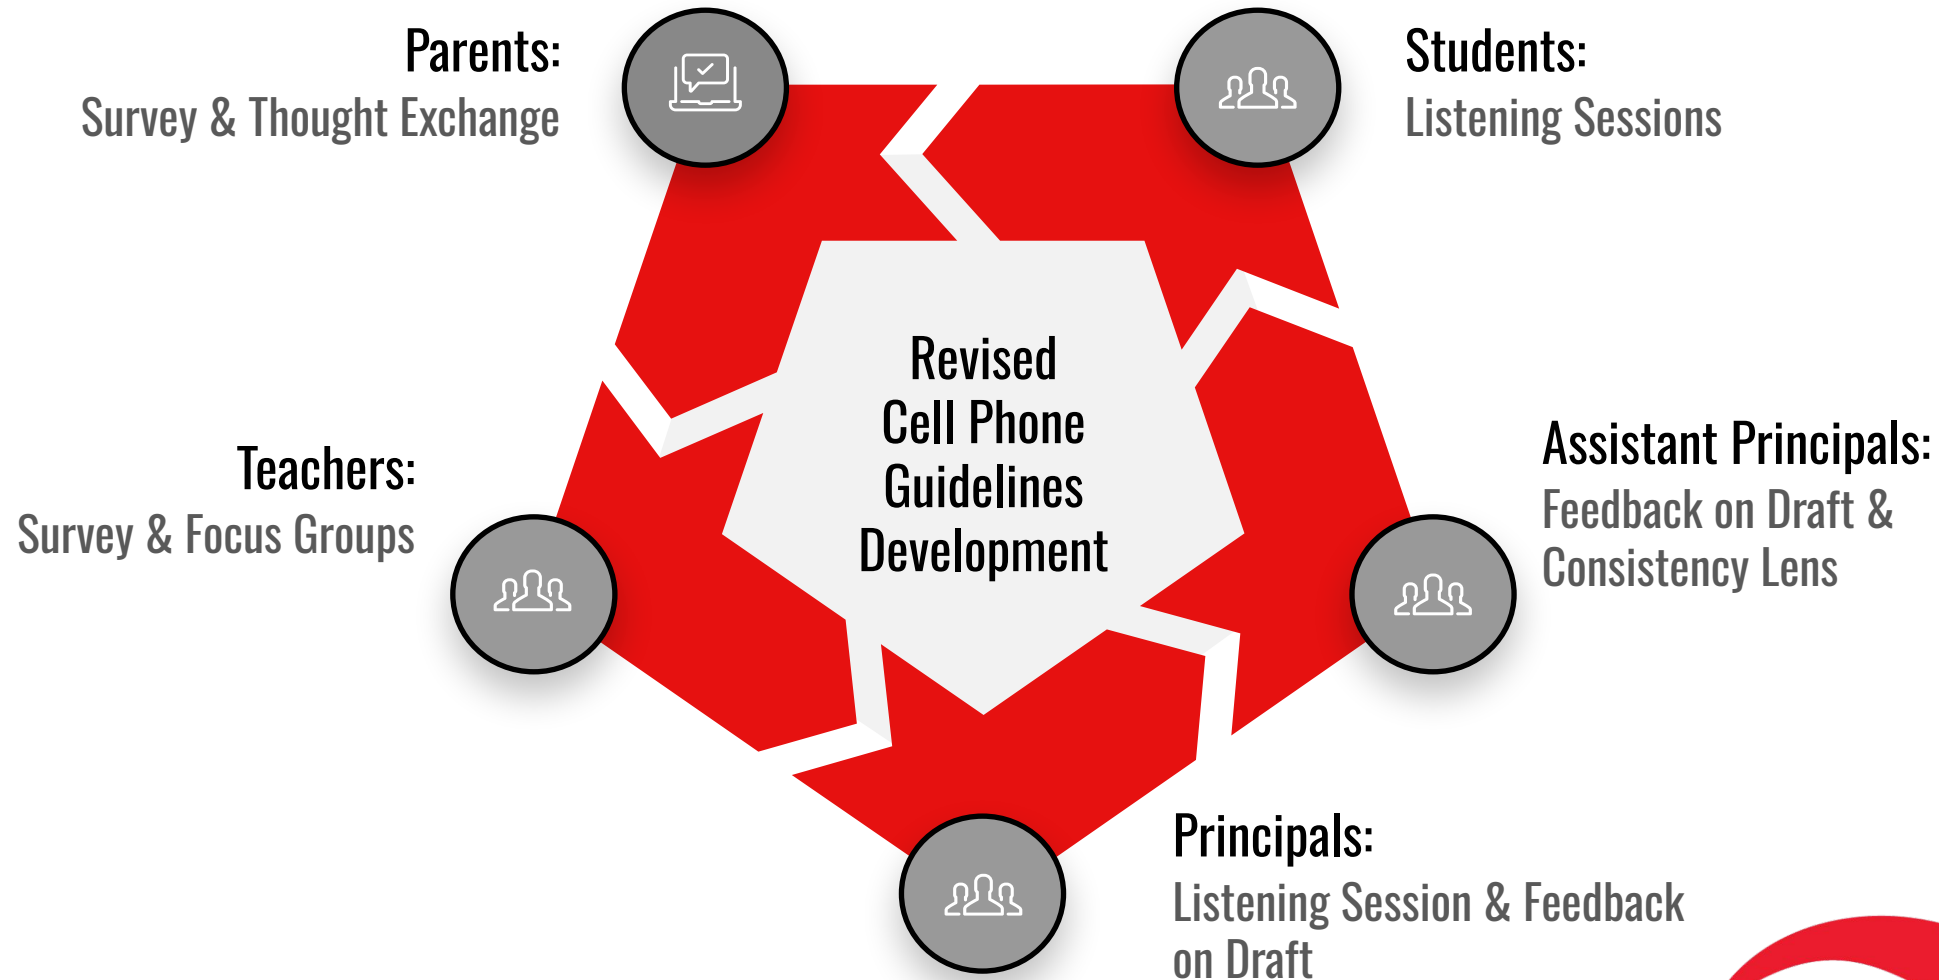 Parents:
Survey & Thought Exchange
Students:
Listening Sessions
Revised
Cell Phone
Guidelines
Development
Teachers:
Survey & Focus Groups
Assistant Principals:
Feedback on Draft &
Consistency Lens
Principals:
Listening Session & Feedback
on Draft